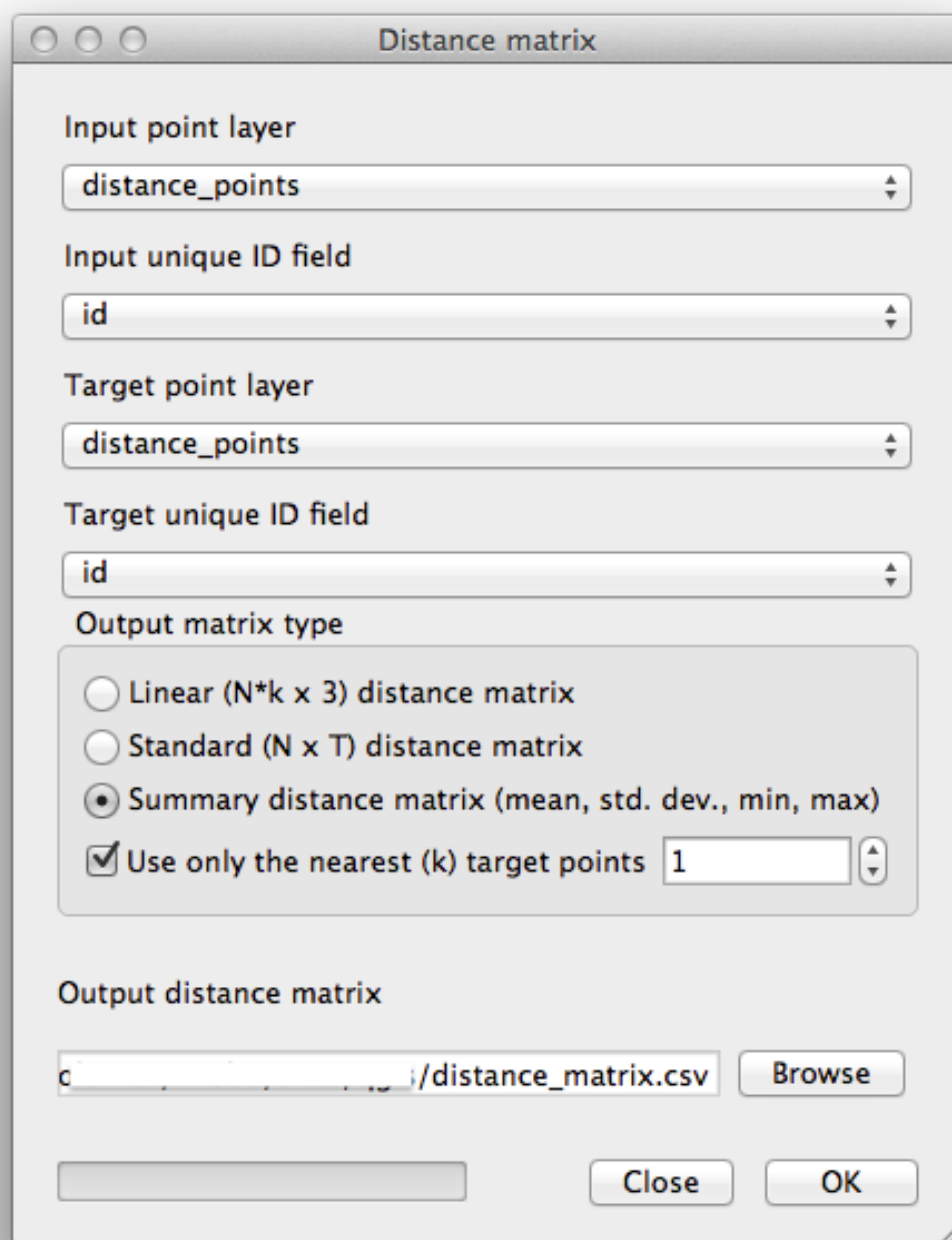 Distance matrix
Input point layer
distance_points
Input unique ID field
id
Target point layer
distance_points
Target unique ID field
id
Output matrix type
Linear (N*k x 3) distance matrix
Standard (N x T) distance matrix
Summary distance matrix (mean, std. dev., min, max)
Use only the nearest (k) target points 1
Output distance matrix
/distance_matrix.csv Browse
Close OK